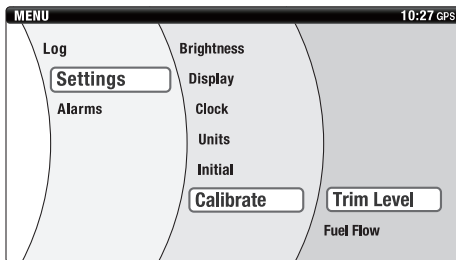 MENU 10:27 GPS
Log
Settings
Alarms
Brightness
Display
Clock
Units
Initial
Calibrate
Trim Level
Fuel Flow